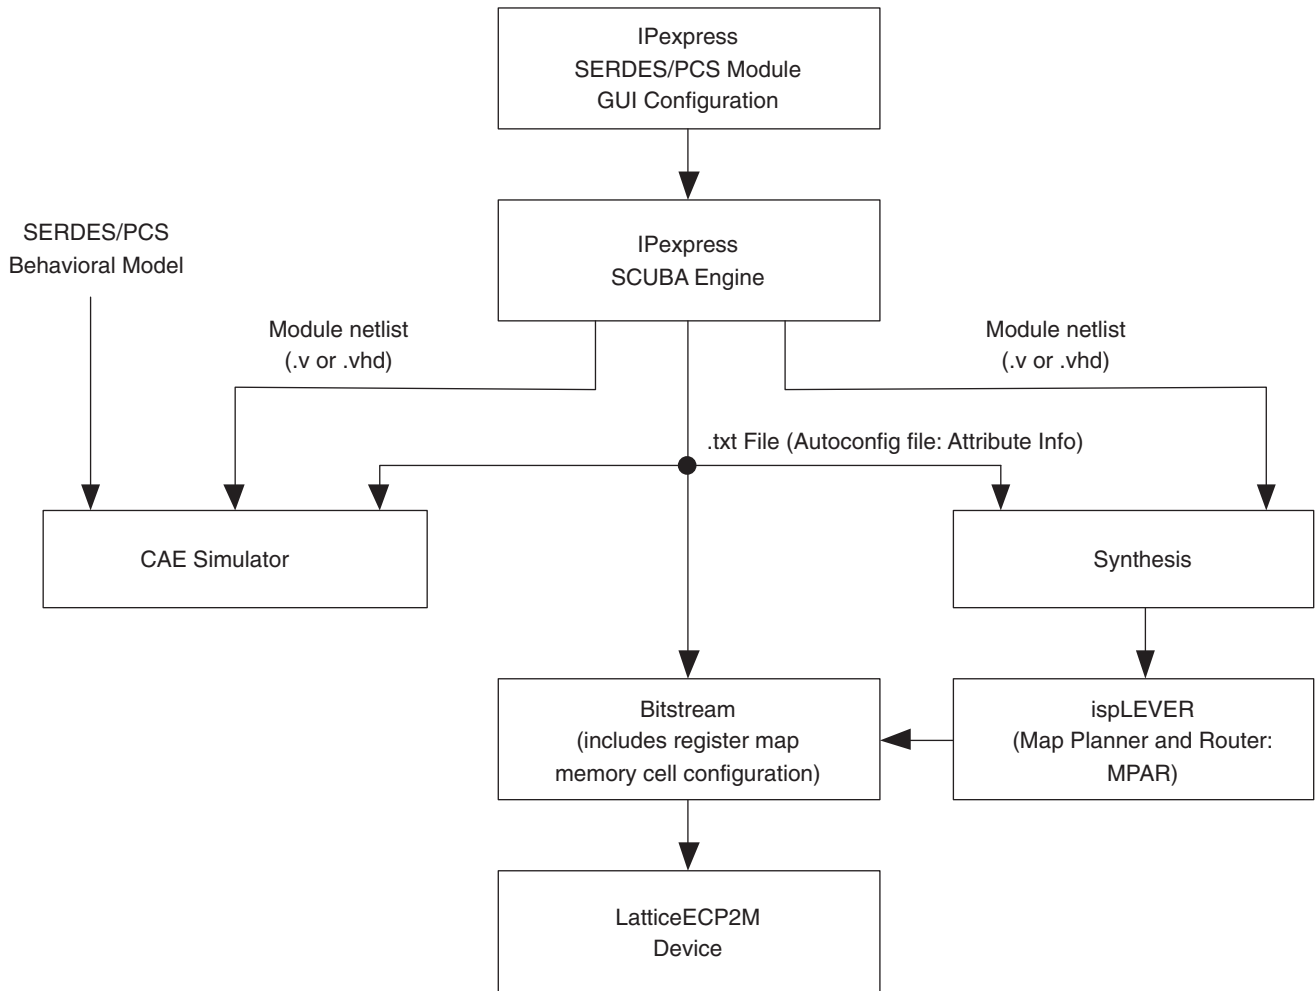 IPexpress
SERDES/PCS Module
GUI Configuration
IPexpress
SCUBA Engine
SERDES/PCS
Behavioral Model
Module netlist
(.v or .vhd)
Module netlist
(.v or .vhd)
.txt File (Autoconfig file: Attribute Info)
CAE Simulator
Synthesis
Bitstream
(includes register map
memory cell configuration)
ispLEVER
(Map Planner and Router:
MPAR)
LatticeECP2M
Device